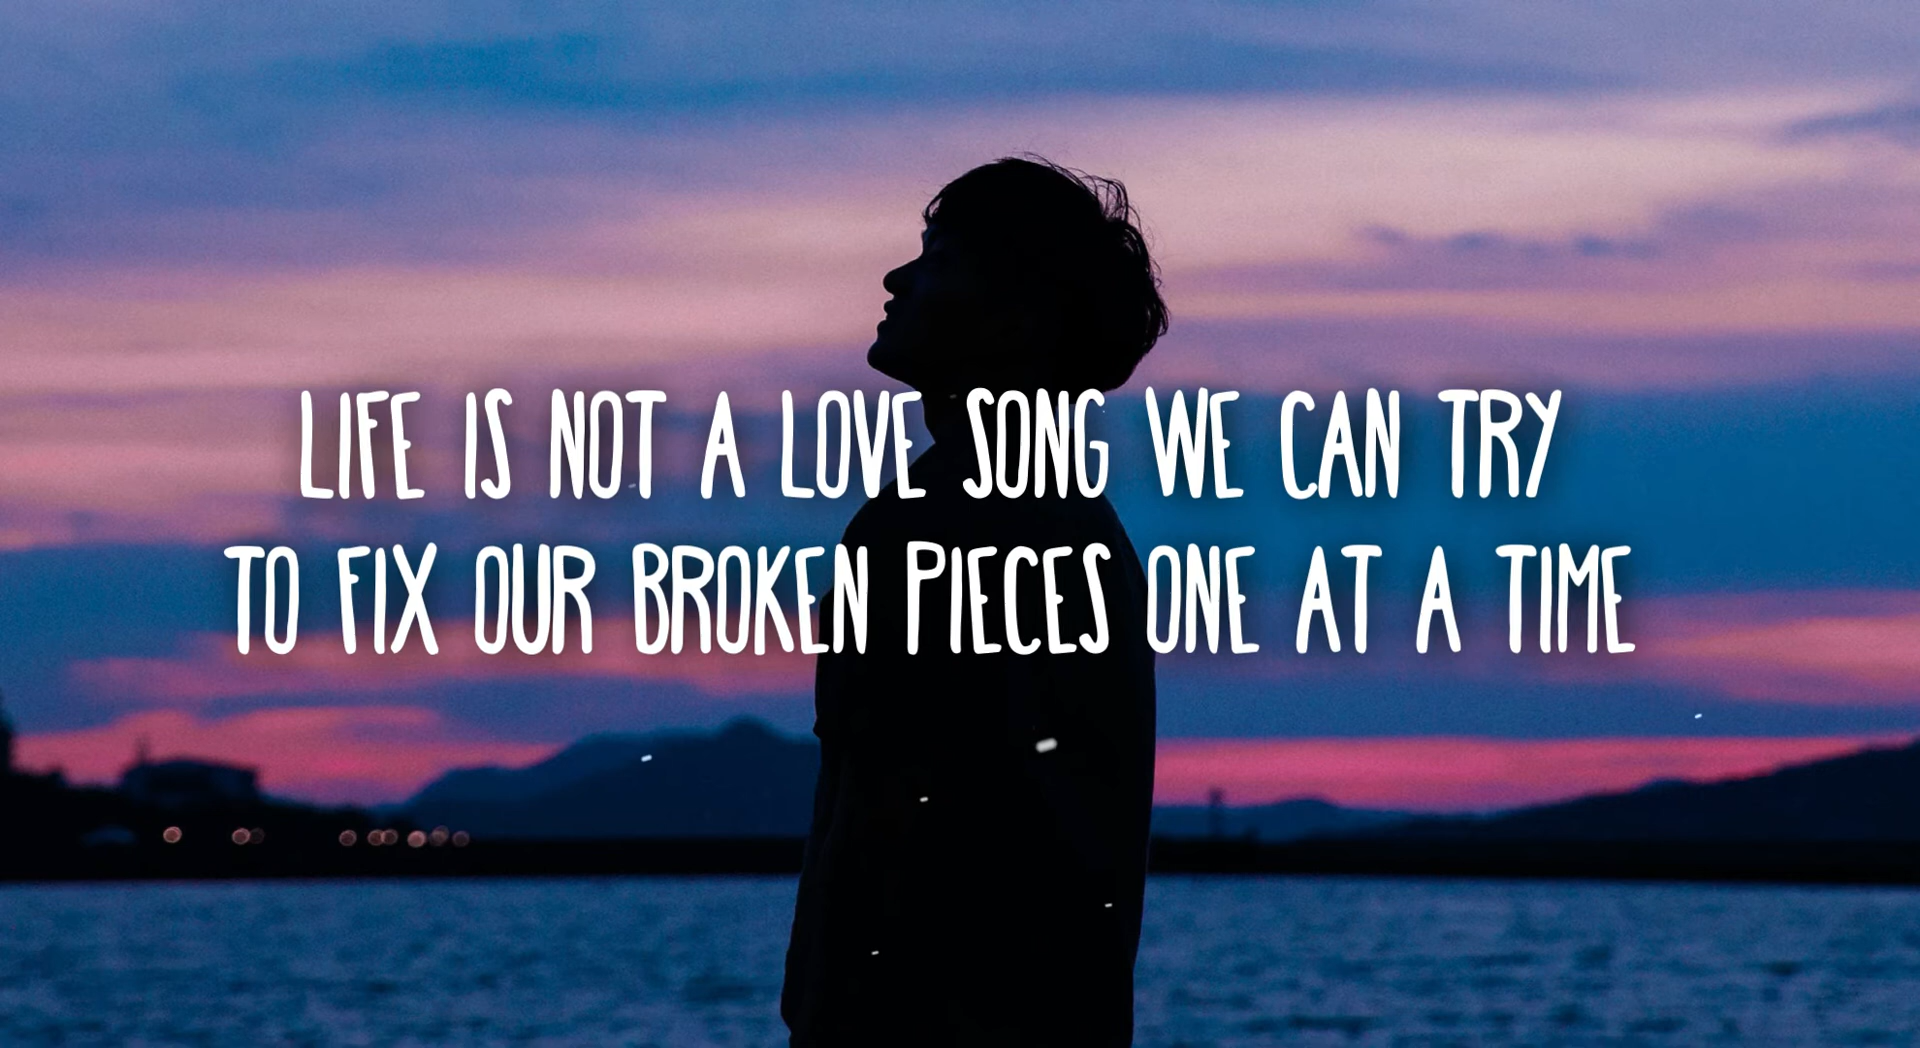 LIFE IS NOT A LOVE SONG WE CAN TRY
TO FIX OUR BROKEN PIECES ONE AT A TIME